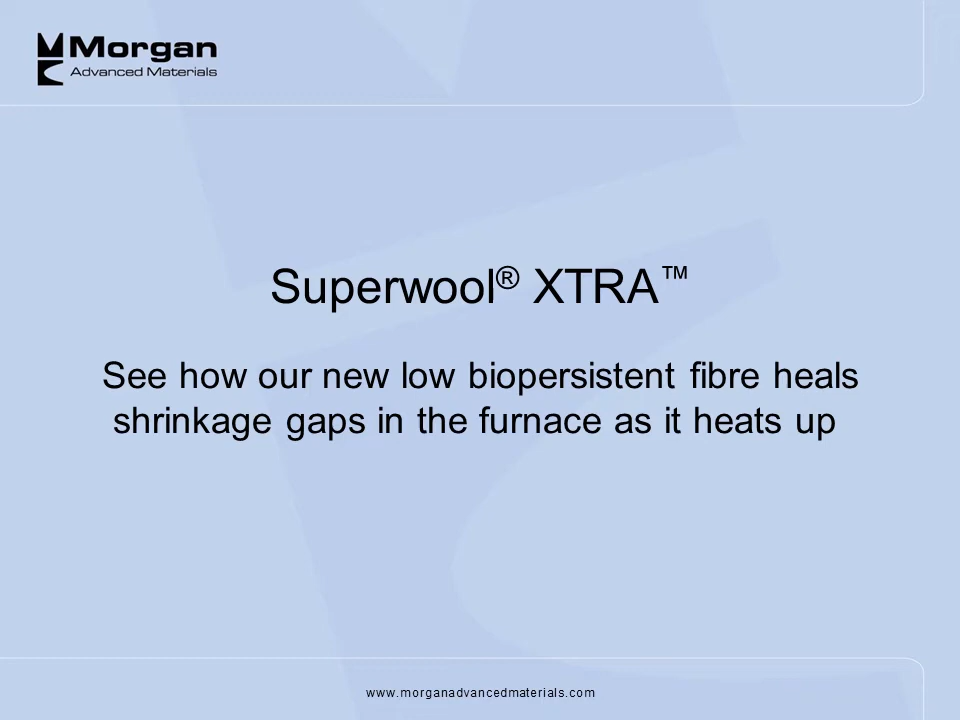 Morgan
Advanced Materials
Superwool® XTRA™
See how our new low biopersistent fibre heals
shrinkage gaps in the furnace as it heats up
www.morganadvancedmaterials.com